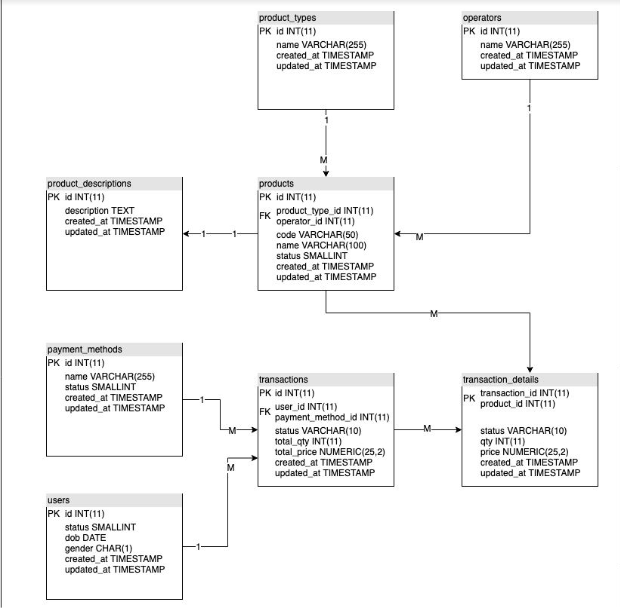 product_types
PK id INT(11)
name VARCHAR(255)
created_at TIMESTAMP
updated_at TIMESTAMP
operators
PK id INT(11)
name VARCHAR(255)
created_at TIMESTAMP
updated_at TIMESTAMP
1
1
M
product_descriptions
PK id INT(11)
description TEXT
created_at TIMESTAMP
updated_at TIMESTAMP
1
1
products
PK id INT(11)
FK product_type_id INT(11)
operator_id INT(11)
code VARCHAR(50)
name VARCHAR(100)
status SMALLINT
created_at TIMESTAMP
updated_at TIMESTAMP
M
M
payment_methods
PK id INT(11)
name VARCHAR(255)
status SMALLINT
created_at TIMESTAMP
updated_at TIMESTAMP
1
M
transactions
PK id INT(11)
FK user_id INT(11)
payment_method_id INT(11)
status VARCHAR(10)
total_qty INT(11)
total_price NUMERIC(25,2)
created_at TIMESTAMP
updated_at TIMESTAMP
M
transaction_details
PK transaction_id INT(11)
product_id INT(11)
status VARCHAR(10)
qty INT(11)
price NUMERIC(25,2)
created_at TIMESTAMP
updated_at TIMESTAMP
M
users
PK id INT(11)
status SMALLINT
dob DATE
gender CHAR(1)
created_at TIMESTAMP
updated_at TIMESTAMP
1